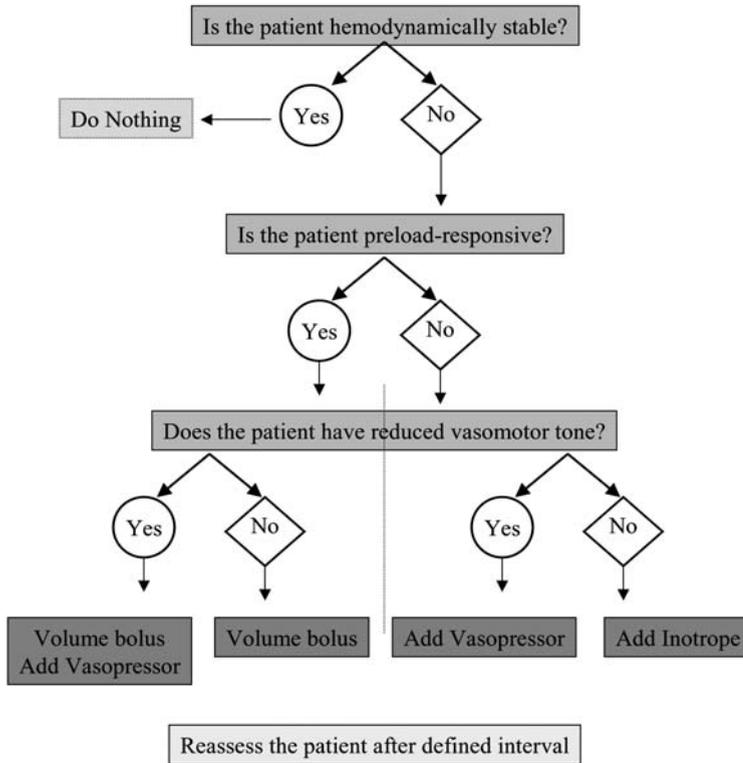 Is the patient hemodynamically stable?
Yes
No
Do Nothing
Is the patient preload-responsive?
Yes
No
Does the patient have reduced vasomotor tone?
Yes
No
Yes
No
Volume bolus
Add Vasopressor
Volume bolus
Add Vasopressor
Add Inotrope
Reassess the patient after defined interval